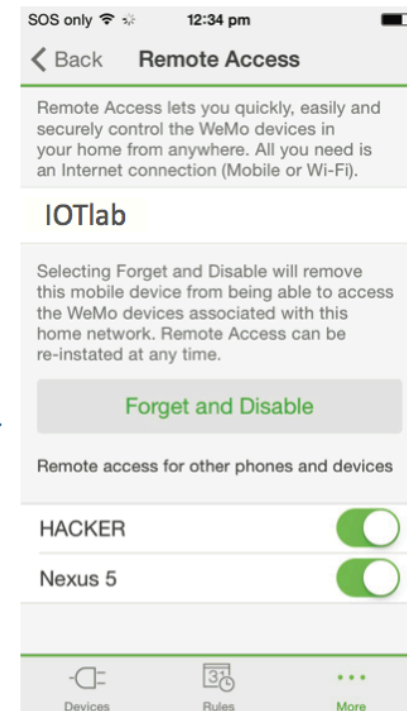 SOS only 12:34 pm
Back Remote Access
Remote Access lets you quickly, easily and
securely control the WeMo devices in
your home from anywhere. All you need is
an Internet connection (Mobile or Wi-Fi).
IOTlab
Selecting Forget and Disable will remove
this mobile device from being able to access
the WeMo devices associated with this
home network. Remote Access can be
re-instated at any time.
Forget and Disable
Remote access for other phones and devices
HACKER
Nexus 5
31
Devices Rules More